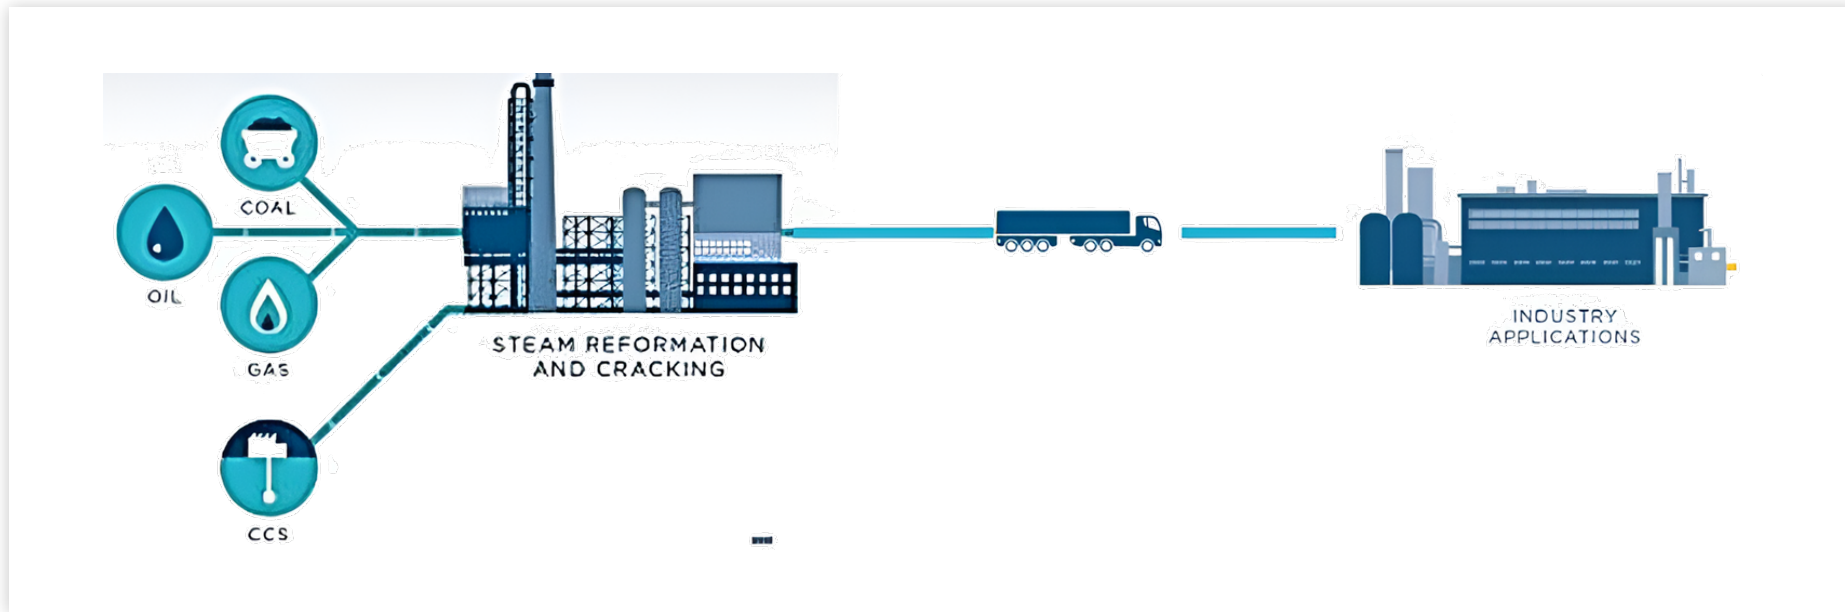 COAL
OIL
GAS
CCS
STEAM REFORMATION
AND CRACKING
INDUSTRY
APPLICATIONS